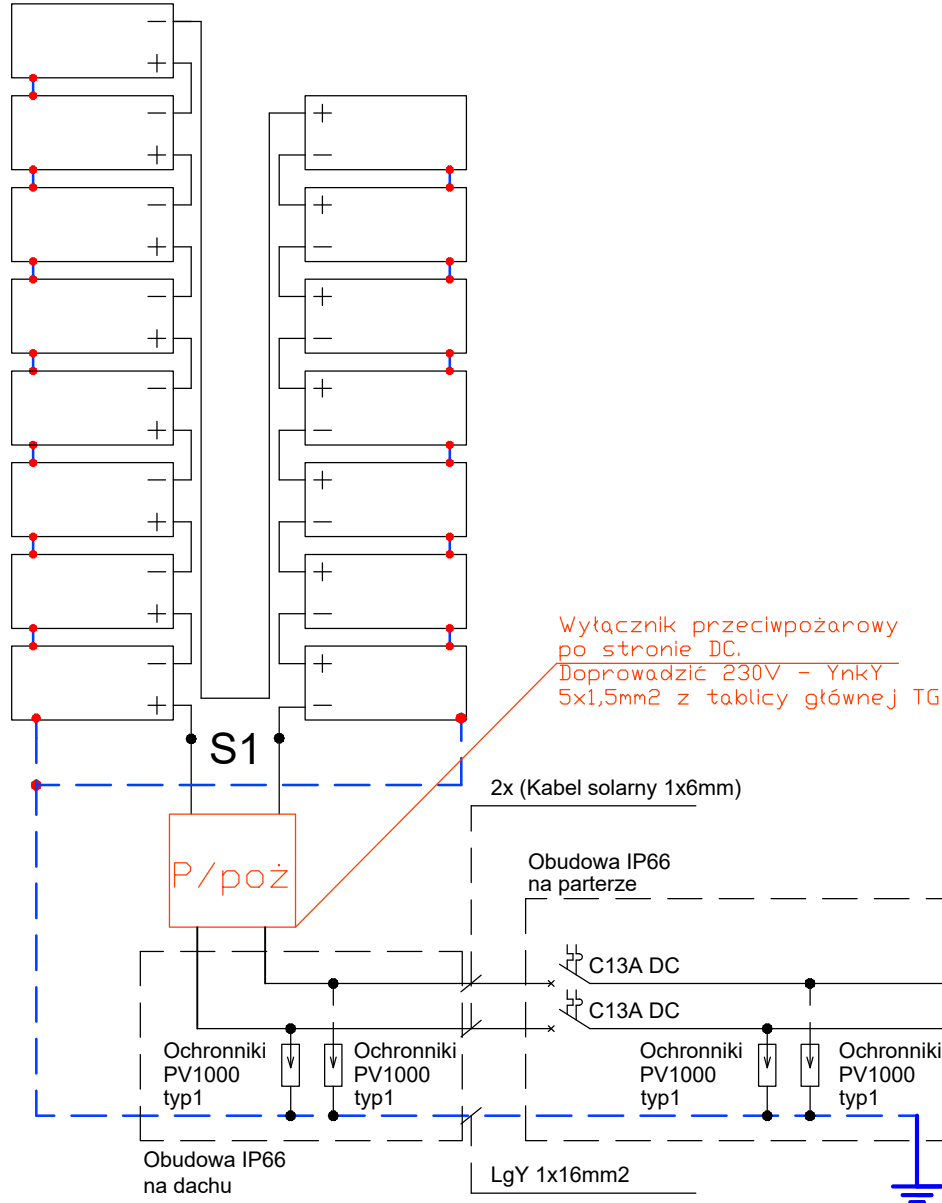 Wyłącznik przeciwpożarowy
po stronie DC.
Doprowadzić 230V - YnkY
5x1,5mm2 z tablicy głównej TG
S1
2x (Kabel solarny 1x6mm)
P/poż
Obudowa IP66
na parterze
C13A DC
C13A DC
Ochronniki
PV1000
typ1
Ochronniki
PV1000
typ1
Ochronniki
PV1000
typ1
Ochronniki
PV1000
typ1
Obudowa IP66
na dachu
LgY 1x16mm2